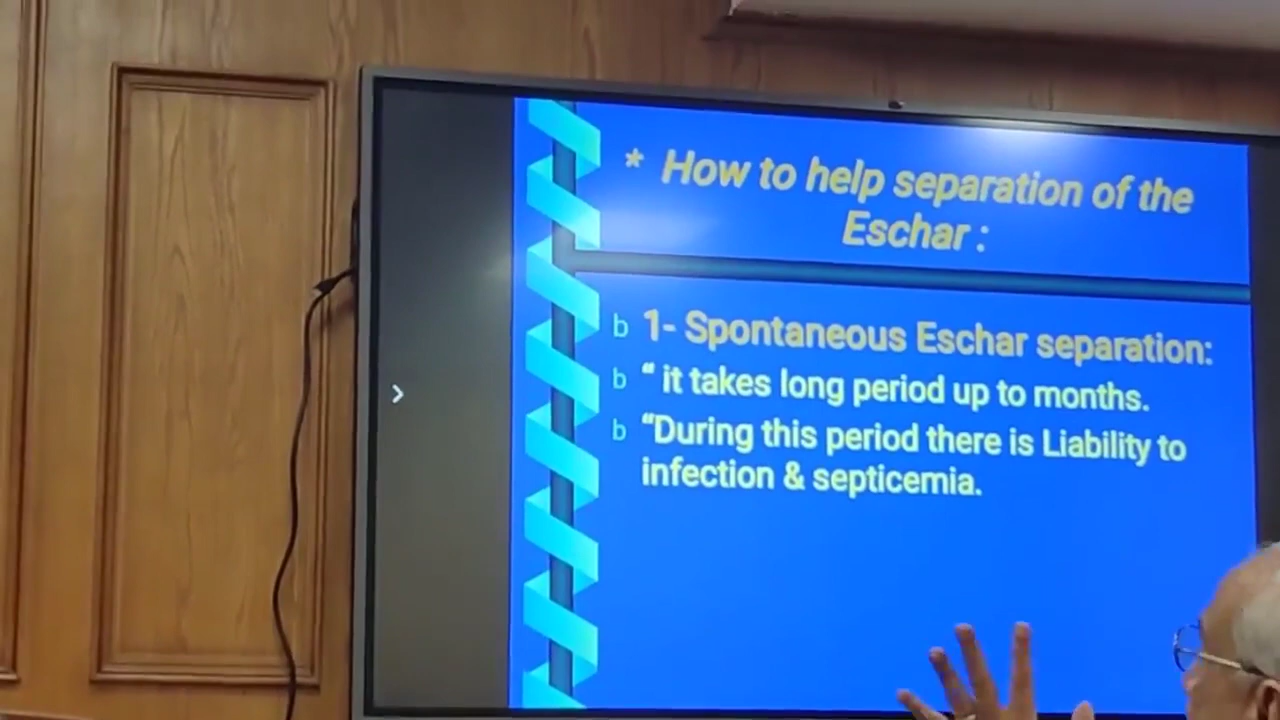 * How to help separation of the
Eschar :
b 1- Spontaneous Eschar separation:
b “ it takes long period up to months.
b “During this period there is Liability to
infection & septicemia.